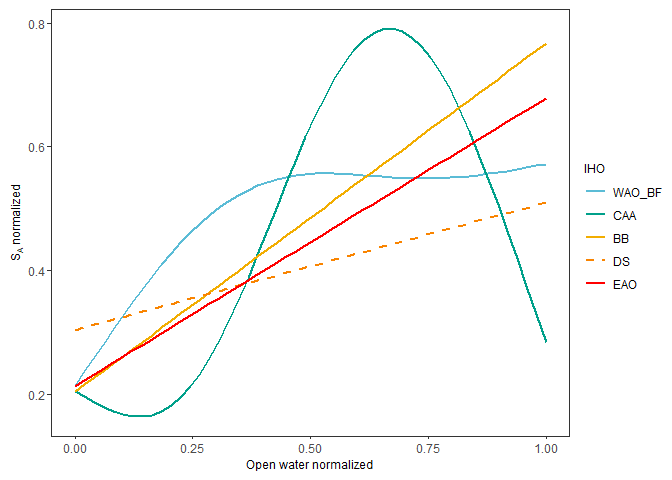 0.8
0.6
0.4
0.2
S_A normalized
0.00
0.25
0.50
0.75
1.00
Open water normalized
IHO
WAO_BF
CAA
BB
DS
EAO